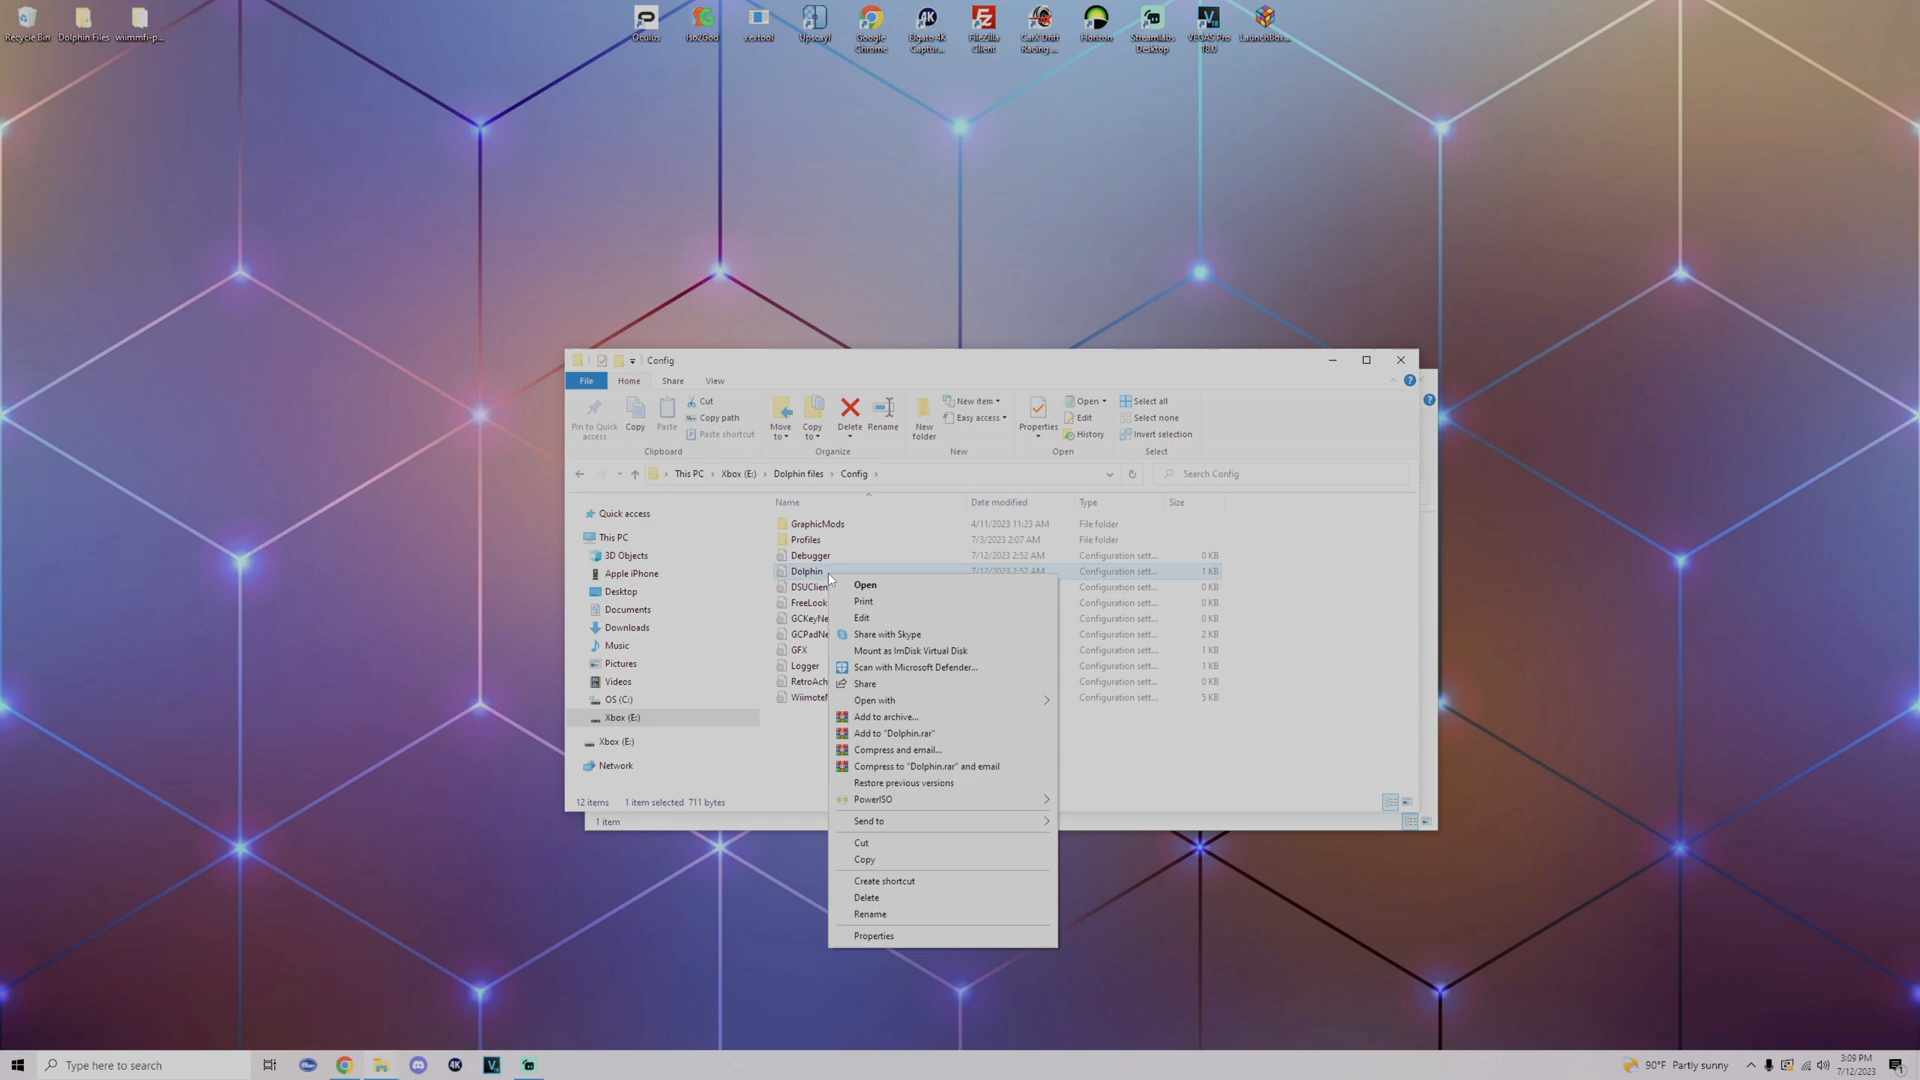 Recycle Bin
Dolphin Files
wiimmfi-p...
Oculus
Iso2God
xextool
Upscayl
Google Chrome
Elgato 4K Captur...
FileZilla Client
CarX Drift Racing ...
Horizon
Streamlabs Desktop
VEGAS Pro 18.0
LaunchBox...
Config
File Home Share View
Pin to Quick access
Copy
Paste
Cut
Copy path
Paste shortcut
Clipboard
Move to
Copy to
Delete
Rename
Organize
New folder
New item
Easy access
New
Properties
Open
Edit
History
Open
Select all
Select none
Invert selection
Select
This PC > Xbox (E:) > Dolphin files > Config >
Search Config
Name Date modified Type Size
Quick access
This PC
3D Objects
Apple iPhone
Desktop
Documents
Downloads
Music
Pictures
Videos
OS (C:)
Xbox (E:)
Xbox (E:)
Network
GraphicMods 4/11/2023 11:23 AM File folder
Profiles 7/3/2023 2:07 AM File folder
Debugger 7/12/2023 2:52 AM Configuration sett... 0 KB
Dolphin 7/12/2023 2:52 AM Configuration sett... 1 KB
DSUClien Configuration sett... 0 KB
FreeLook Configuration sett... 0 KB
GCKeyNe Configuration sett... 0 KB
GCPadNe Configuration sett... 2 KB
GFX Configuration sett... 1 KB
Logger Configuration sett... 1 KB
RetroAch Configuration sett... 1 KB
WiimoteN Configuration sett... 5 KB
Open
Print
Edit
Share with Skype
Mount as ImDisk Virtual Disk
Scan with Microsoft Defender...
Share
Open with
Add to archive...
Add to "Dolphin.rar"
Compress and email...
Compress to "Dolphin.rar" and email
Restore previous versions
PowerISO
Send to
Cut
Copy
Create shortcut
Delete
Rename
Properties
12 items 1 item selected 711 bytes
1 item
Type here to search
4K
90°F Partly sunny
3:09 PM
7/12/2023